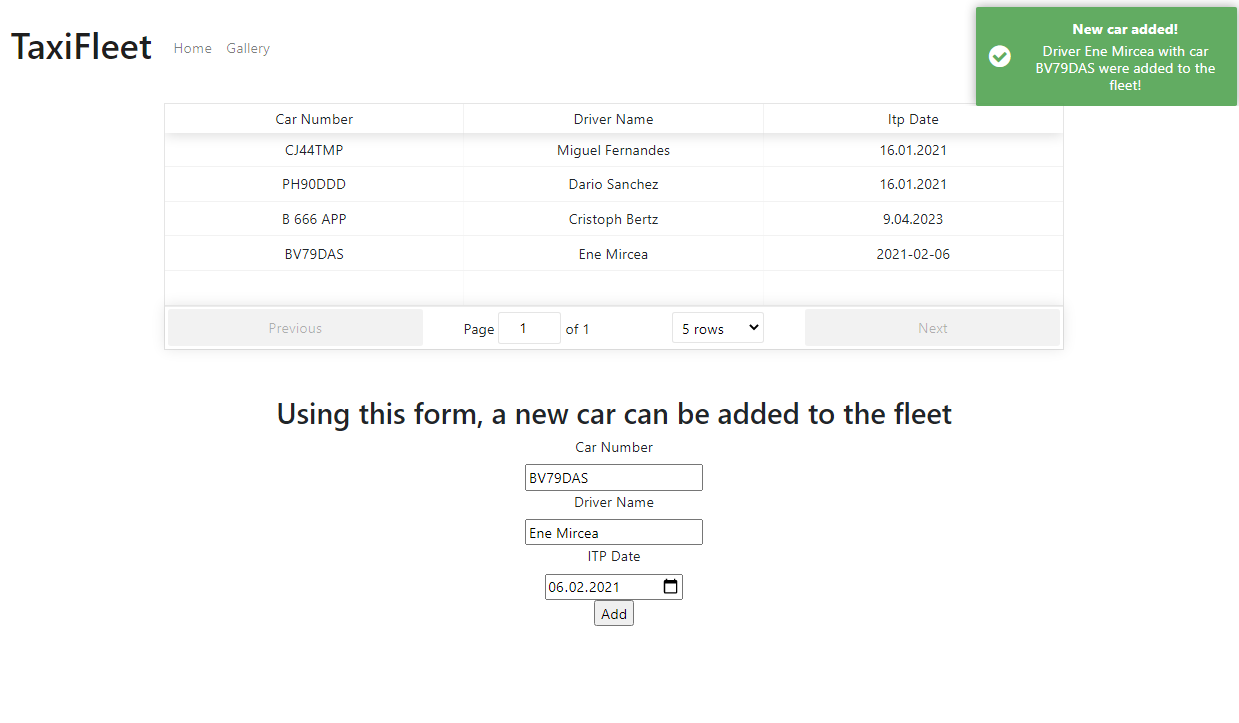 TaxiFleet Home Gallery
New car added!
Driver Ene Mircea with car
BV79DAS were added to the
fleet!
Car Number Driver Name Itp Date
CJ44TMP Miguel Fernandes 16.01.2021
PH90DDD Dario Sanchez 16.01.2021
B 666 APP Cristoph Bertz 9.04.2023
BV79DAS Ene Mircea 2021-02-06
Previous Page 1 of 1 5 rows Next
Using this form, a new car can be added to the fleet
Car Number
BV79DAS
Driver Name
Ene Mircea
ITP Date
06.02.2021
Add